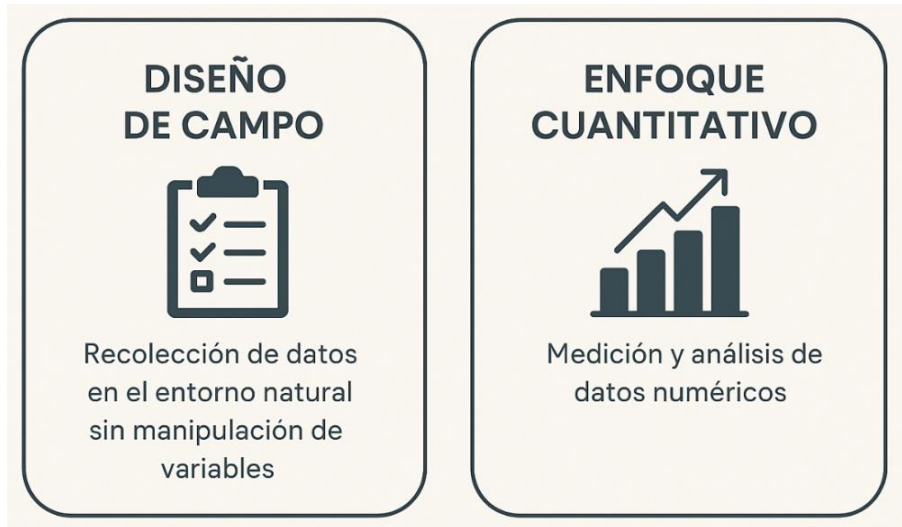 DISEÑO
DE CAMPO
Recolección de datos
en el entorno natural
sin manipulación de
variables
ENFOQUE
CUANTITATIVO
Medición y análisis de
datos numéricos